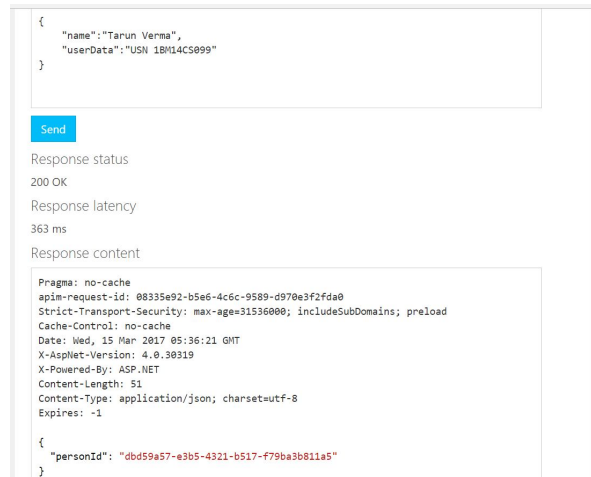 {
"name":"Tarun Verma",
"userData":"USN 1BM14CS099"
}
Send
Response status
200 OK
Response latency
363 ms
Response content
Pragma: no-cache
apim-request-id: 08335e92-b5e6-4c6c-9589-d970e3f2fda0
Strict-Transport-Security: max-age=31536000; includeSubDomains; preload
Cache-Control: no-cache
Date: Wed, 15 Mar 2017 05:36:21 GMT
X-AspNet-Version: 4.0.30319
X-Powered-By: ASP.NET
Content-Length: 51
Content-Type: application/json; charset=utf-8
Expires: -1
{
"personId": "dbd59a57-e3b5-4321-b517-f79ba3b811a5"
}